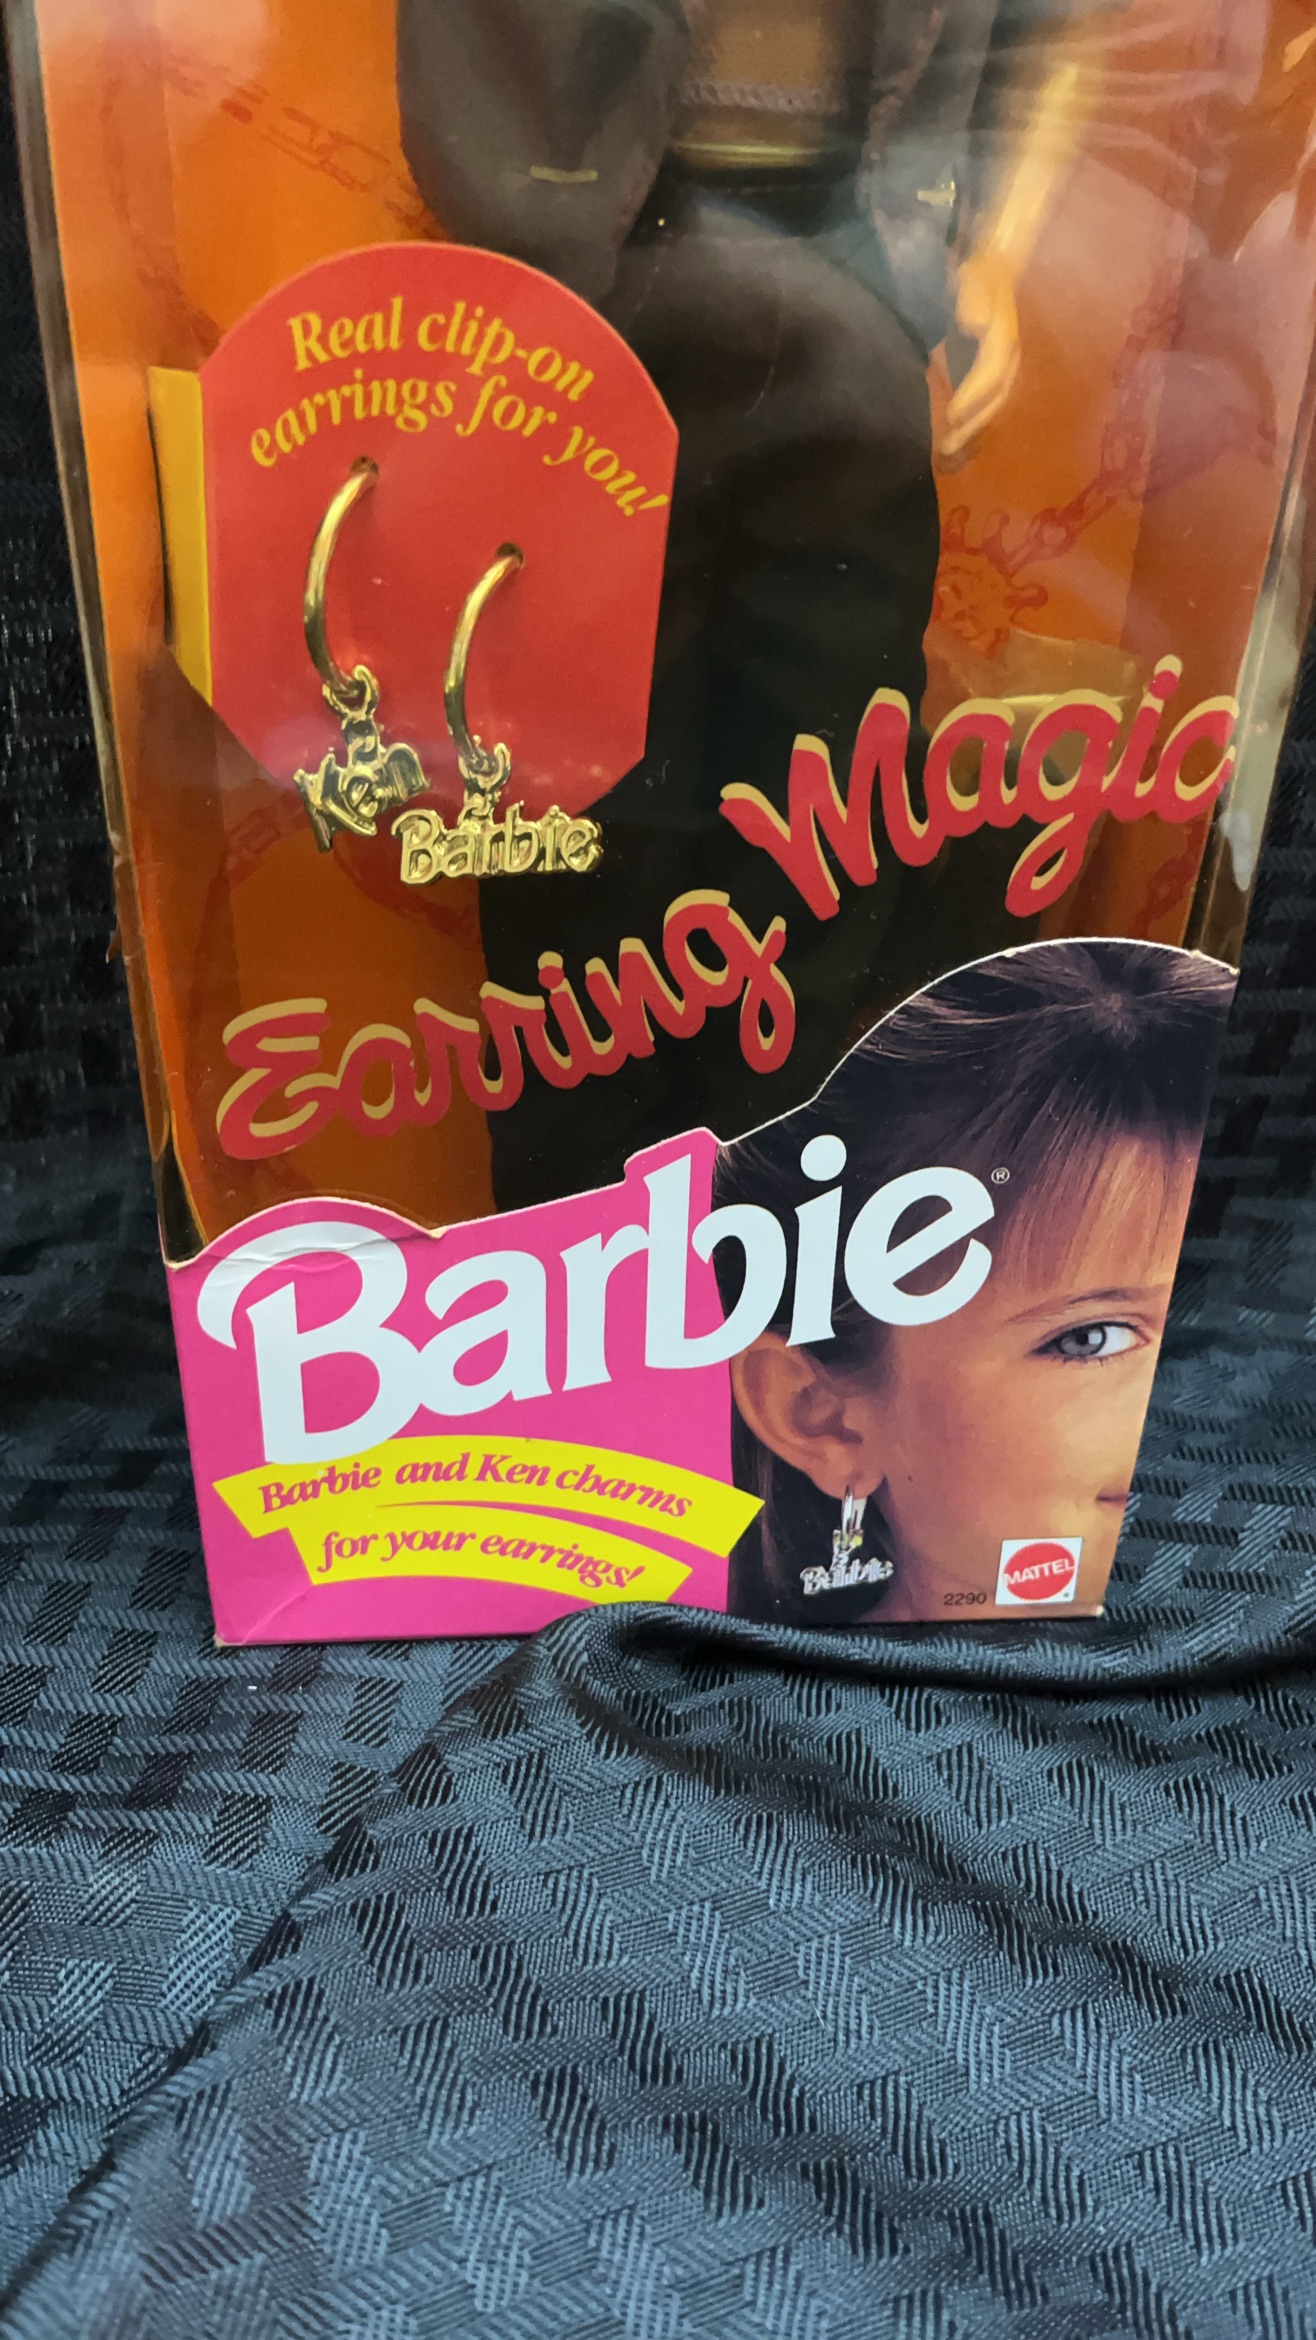 Real clip-on
earrings for you!
Ken
Barbie
Earring Magic
Barbie®
Barbie and Ken charms
for your earrings!
Barbie
2290
MATTEL